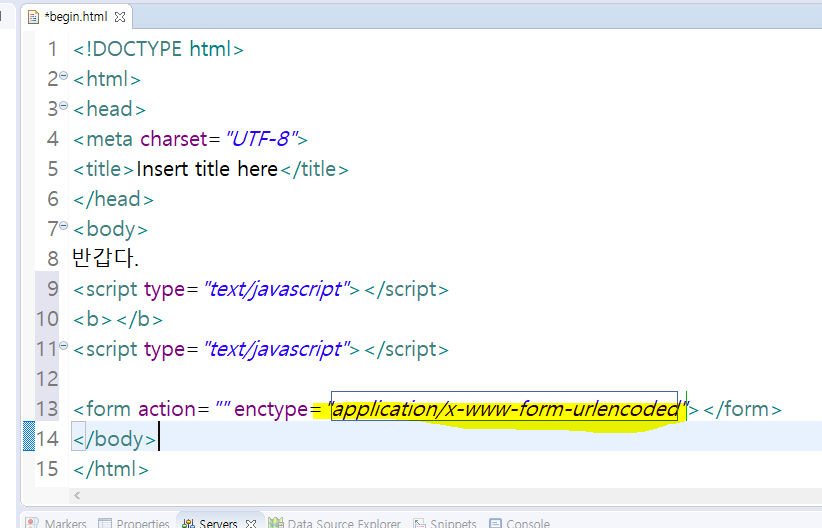 *begin.html
1 <!DOCTYPE html>
2 <html>
3 <head>
4 <meta charset="UTF-8">
5 <title>Insert title here</title>
6 </head>
7 <body>
8 반갑다.
9 <script type="text/javascript"></script>
10 <b></b>
11 <script type="text/javascript"></script>
12
13 <form action="" enctype="application/x-www-form-urlencoded"></form>
14 </body>
15 </html>
Markers Properties Servers Data Source Explorer Snippets Console